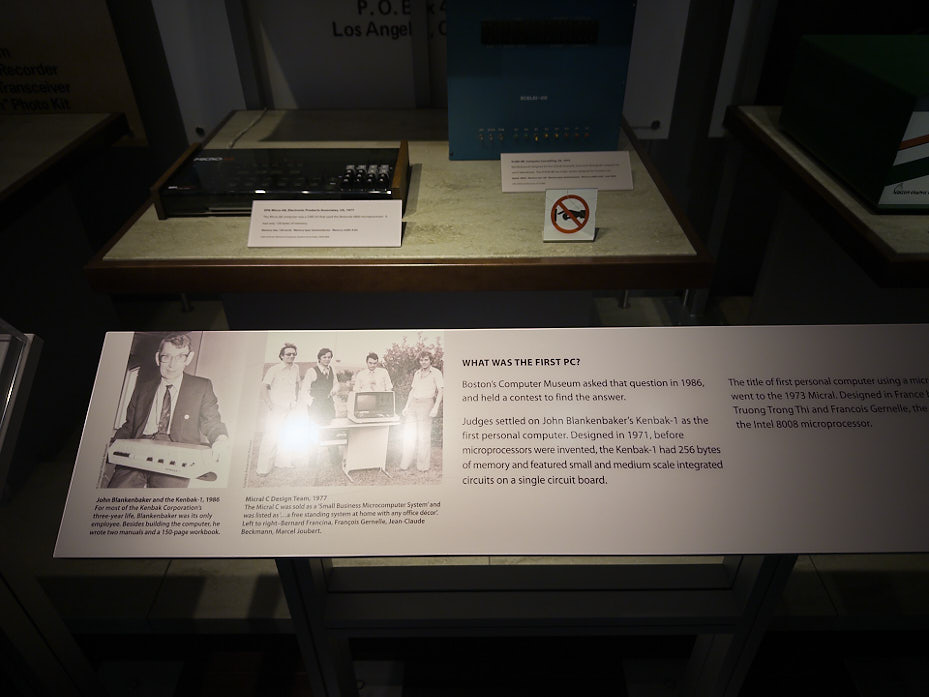 P.O. Box 4
Los Angel
Recorder
Transceiver
Photo Kit
WHAT WAS THE FIRST PC?
Boston's Computer Museum asked that question in 1986,
and held a contest to find the answer.
Judges settled on John Blankenbaker's Kenbak-1 as the
first personal computer. Designed in 1971, before
microprocessors were invented, the Kenbak-1 had 256 bytes
of memory and featured small and medium scale integrated
circuits on a single circuit board.
The title of first personal computer using a mic
went to the 1973 Micral. Designed in France
Truong Trong Thi and Francois Gernelle, the
the Intel 8008 microprocessor.
John Blankenbaker and the Kenbak-1, 1986
For most of the Kenbak Corporation's
three-year life, Blankenbaker was its only
employee. Besides building the computer, he
wrote two manuals and a 150-page workbook.
Micral C Design Team, 1977
The Micral C was sold as a 'Small Business Microcomputer System' and
was listed as '...a free standing system at home with any office décor'.
Left to right–Bernard Francina, François Gernelle, Jean-Claude
Beckmann, Marcel Joubert.